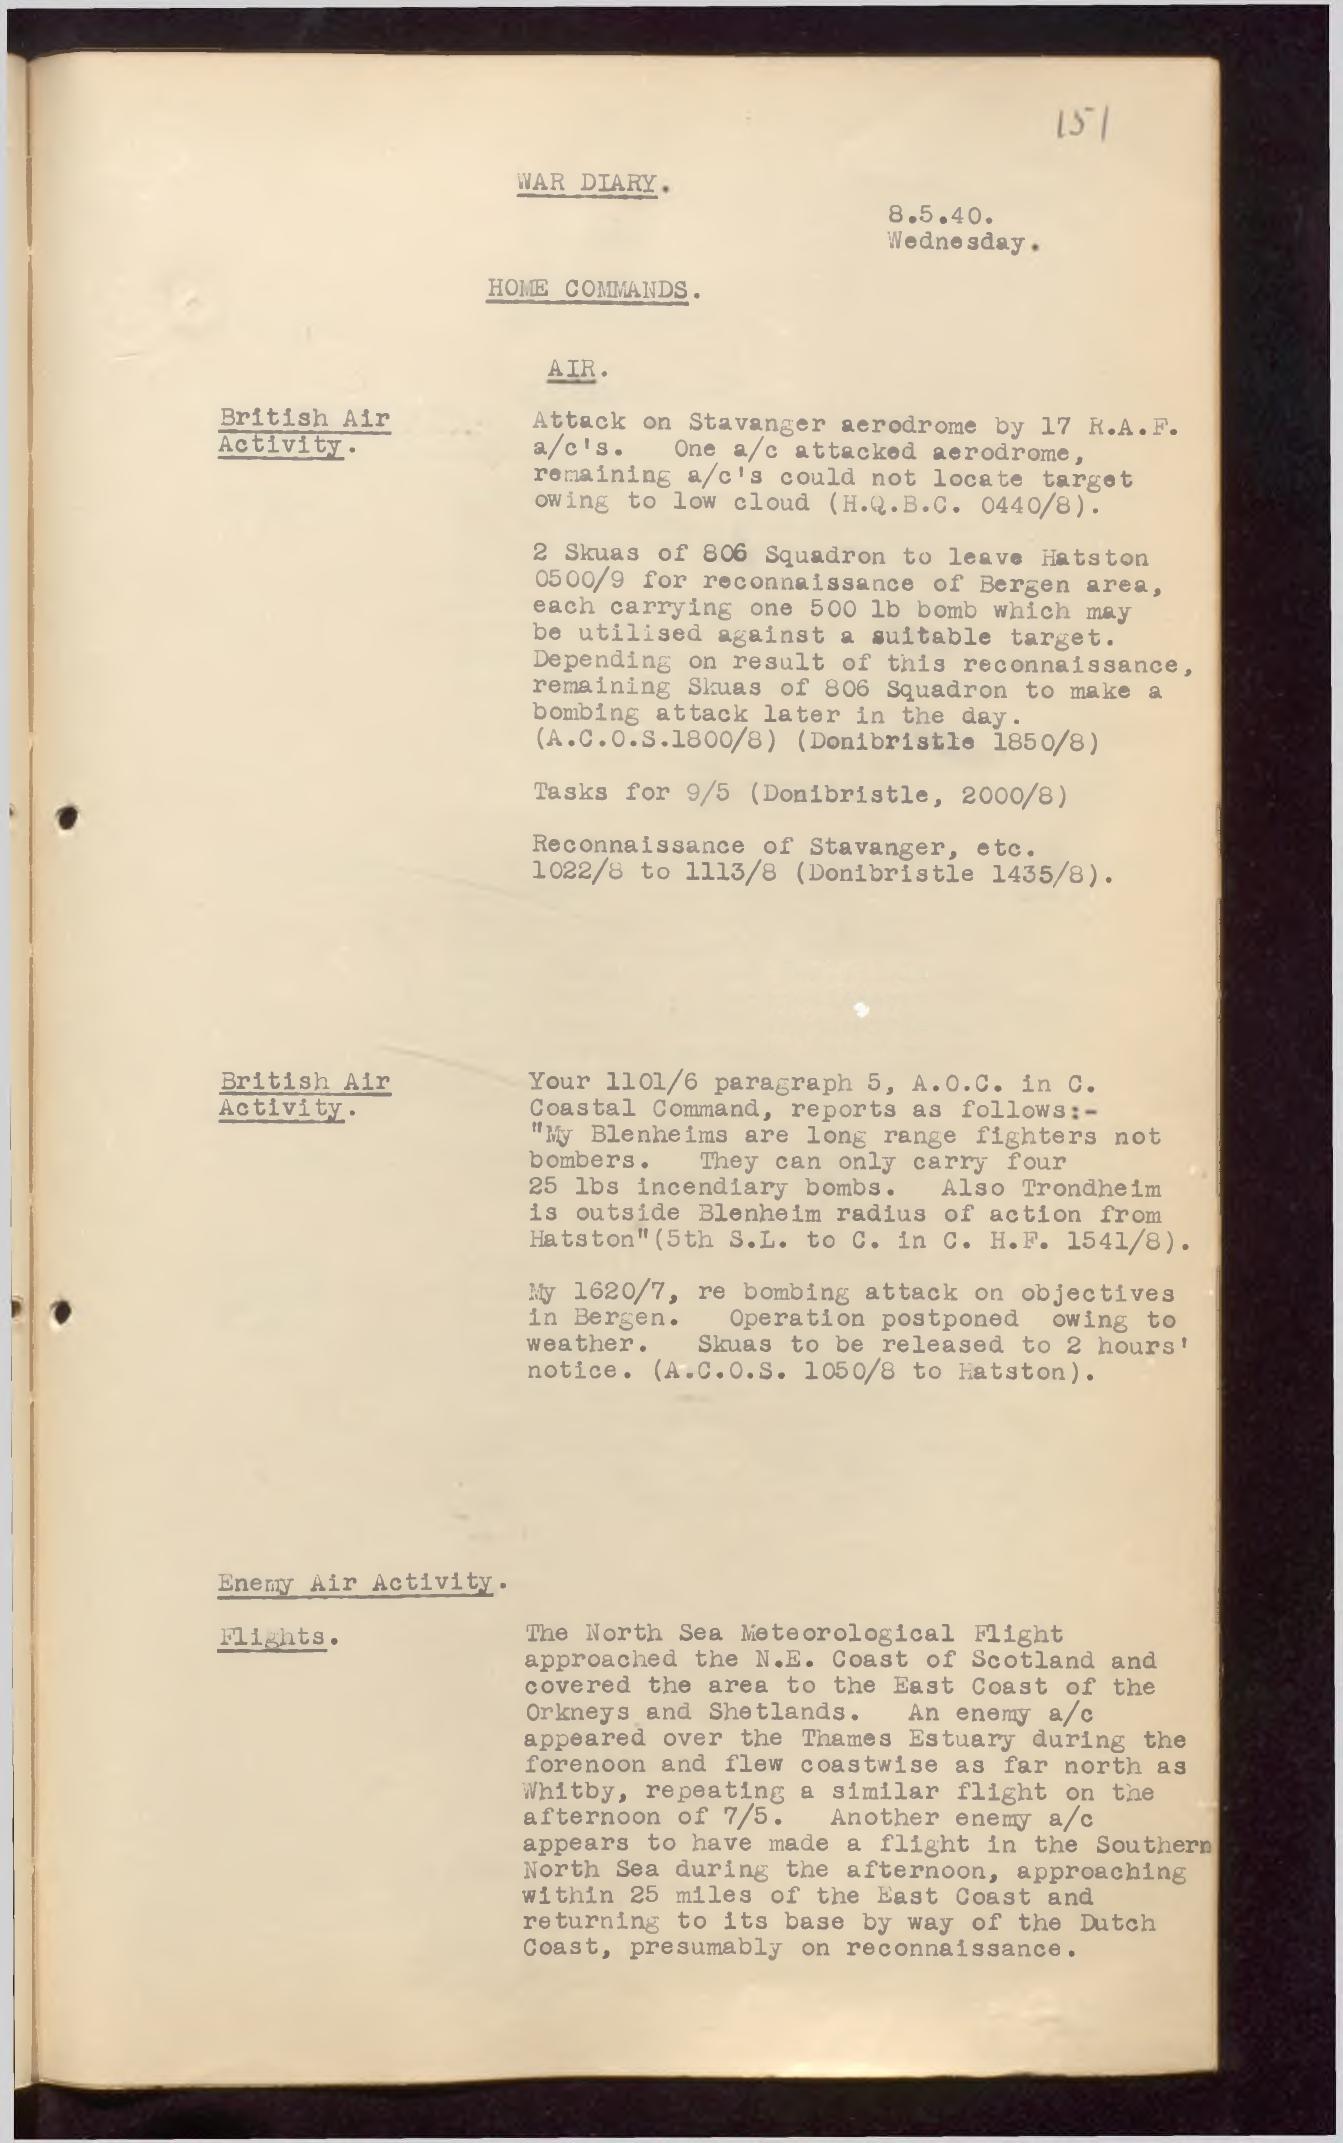 151
WAR DIARY.
8.5.40.
Wednesday.
HOME COMMANDS.
AIR.
British Air
Activity.
Attack on Stavanger aerodrome by 17 R.A.F.
a/c's. One a/c attacked aerodrome,
remaining a/c's could not locate target
owing to low cloud (H.Q.B.C. 0440/8).
2 Skuas of 806 Squadron to leave Hatston
0500/9 for reconnaissance of Bergen area,
each carrying one 500 lb bomb which may
be utilised against a suitable target.
Depending on result of this reconnaissance,
remaining Skuas of 806 Squadron to make a
bombing attack later in the day.
(A.C.O.S.1800/8) (Donibristle 1850/8)
Tasks for 9/5 (Donibristle, 2000/8)
Reconnaissance of Stavanger, etc.
1022/8 to 1113/8 (Donibristle 1435/8).
British Air
Activity.
Your 1101/6 paragraph 5, A.O.C. in C.
Coastal Command, reports as follows:-
"My Blenheims are long range fighters not
bombers. They can only carry four
25 lbs incendiary bombs. Also Trondheim
is outside Blenheim radius of action from
Hatston"(5th S.L. to C. in C. H.F. 1541/8).
My 1620/7, re bombing attack on objectives
in Bergen. Operation postponed owing to
weather. Skuas to be released to 2 hours'
notice. (A.C.O.S. 1050/8 to Hatston).
Enemy Air Activity.
Flights.
The North Sea Meteorological Flight
approached the N.E. Coast of Scotland and
covered the area to the East Coast of the
Orkneys and Shetlands. An enemy a/c
appeared over the Thames Estuary during the
forenoon and flew coastwise as far north as
Whitby, repeating a similar flight on the
afternoon of 7/5. Another enemy a/c
appears to have made a flight in the Southern
North Sea during the afternoon, approaching
within 25 miles of the East Coast and
returning to its base by way of the Dutch
Coast, presumably on reconnaissance.